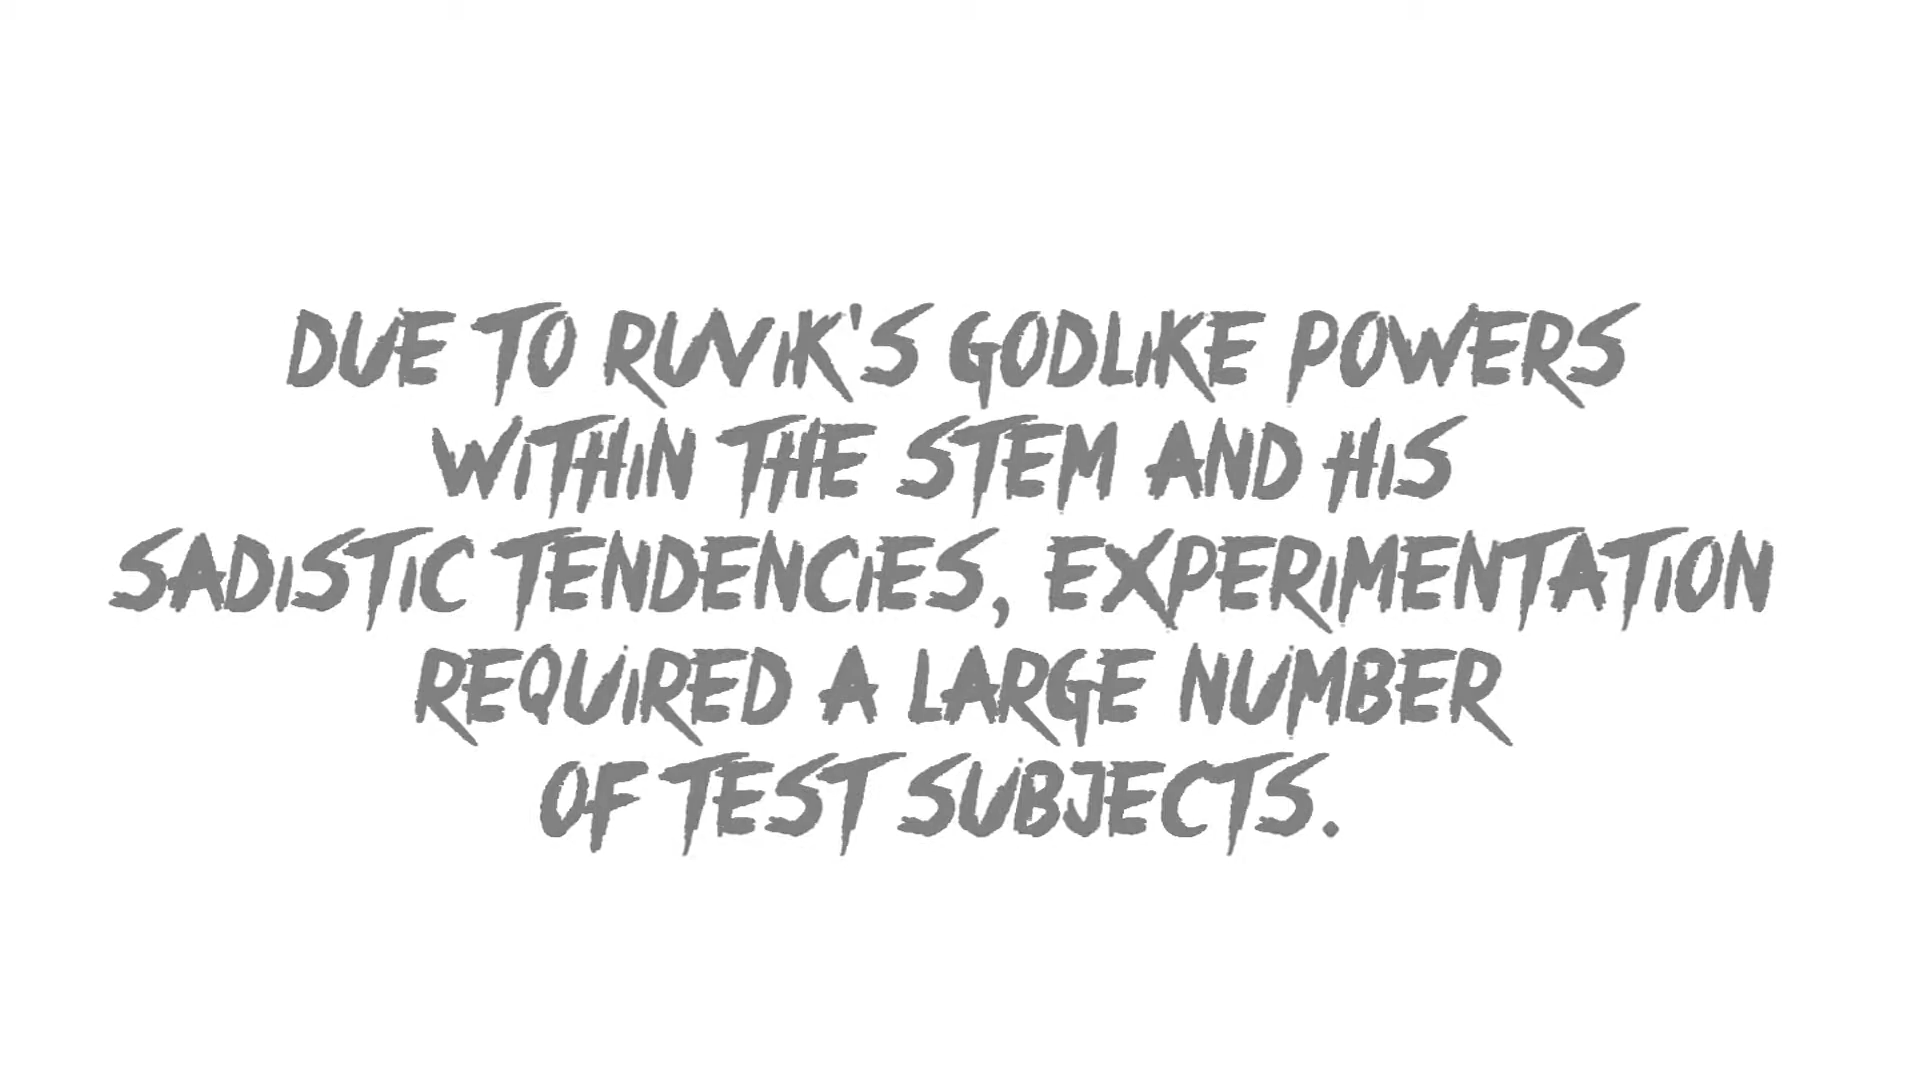 DUE TO RUVIK'S GODLIKE POWERS
WITHIN THE STEM AND HIS
SADISTIC TENDENCIES, EXPERIMENTATION
REQUIRED A LARGE NUMBER
OF TEST SUBJECTS.